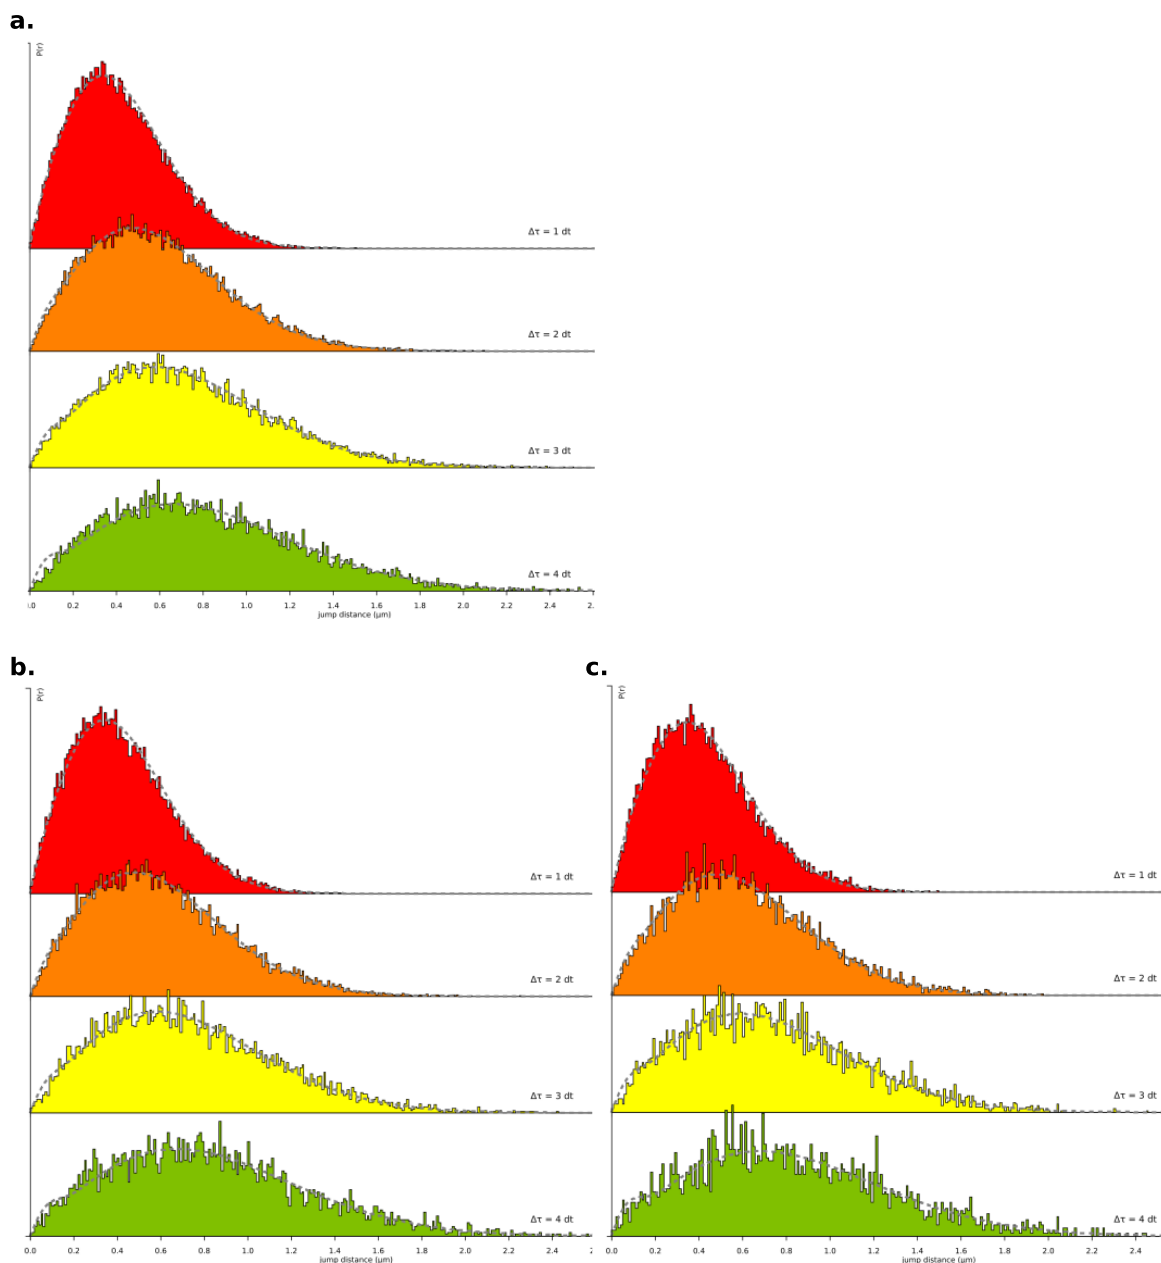 a.
P(r)
Δτ = 1 dt
Δτ = 2 dt
Δτ = 3 dt
Δτ = 4 dt
.0 0.2 0.4 0.6 0.8 1.0 1.2 1.4 1.6 1.8 2.0 2.2 2.4 2.
jump distance (μm)
b. c.
P(r) P(r)
Δτ = 1 dt Δτ = 1 dt
Δτ = 2 dt Δτ = 2 dt
Δτ = 3 dt Δτ = 3 dt
Δτ = 4 dt Δτ = 4 dt
0.0 0.2 0.4 0.6 0.8 1.0 1.2 1.4 1.6 1.8 2.0 2.2 2.4 0.0 0.2 0.4 0.6 0.8 1.0 1.2 1.4 1.6 1.8 2.0 2.2 2.4
jump distance (μm) jump distance (μm)